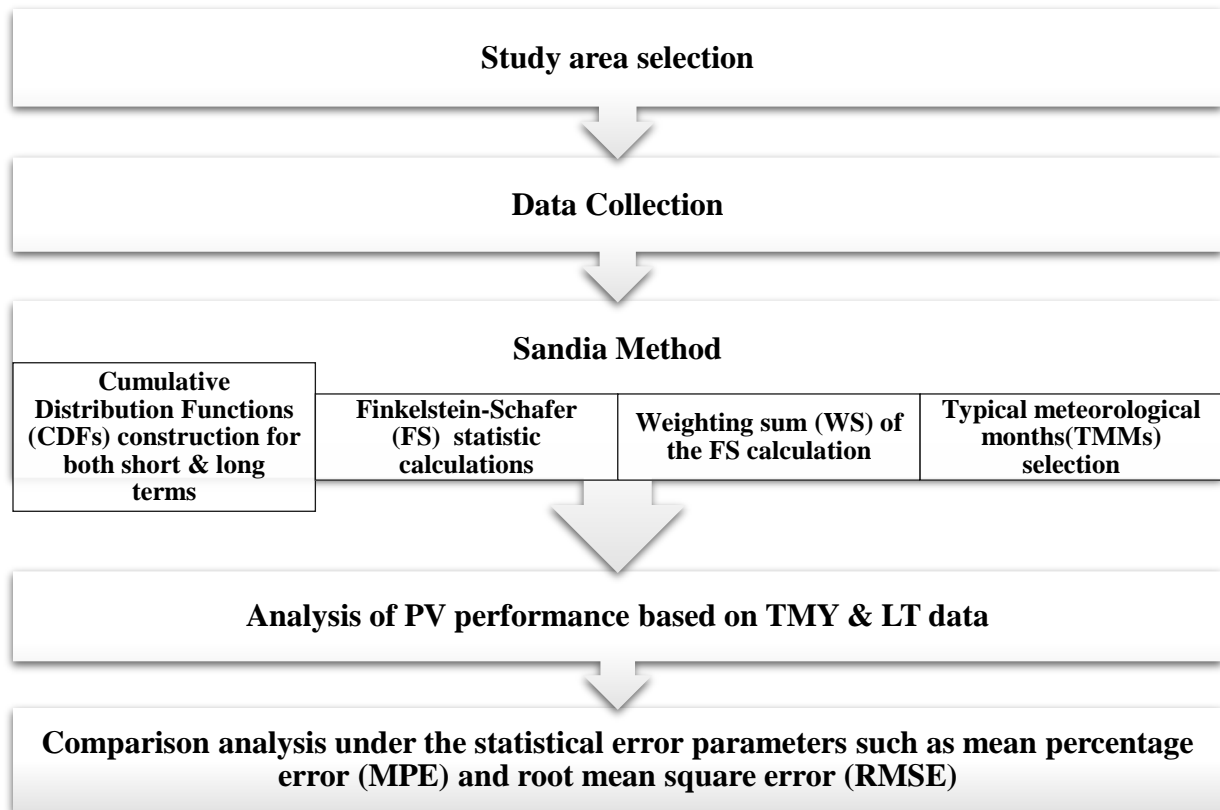 Study area selection
Data Collection
Sandia Method
Cumulative
Distribution Functions
(CDFs) construction for
both short & long
terms
Finkelstein-Schafer
(FS) statistic
calculations
Weighting sum (WS) of
the FS calculation
Typical meteorological
months(TMMs)
selection
Analysis of PV performance based on TMY & LT data
Comparison analysis under the statistical error parameters such as mean percentage
error (MPE) and root mean square error (RMSE)